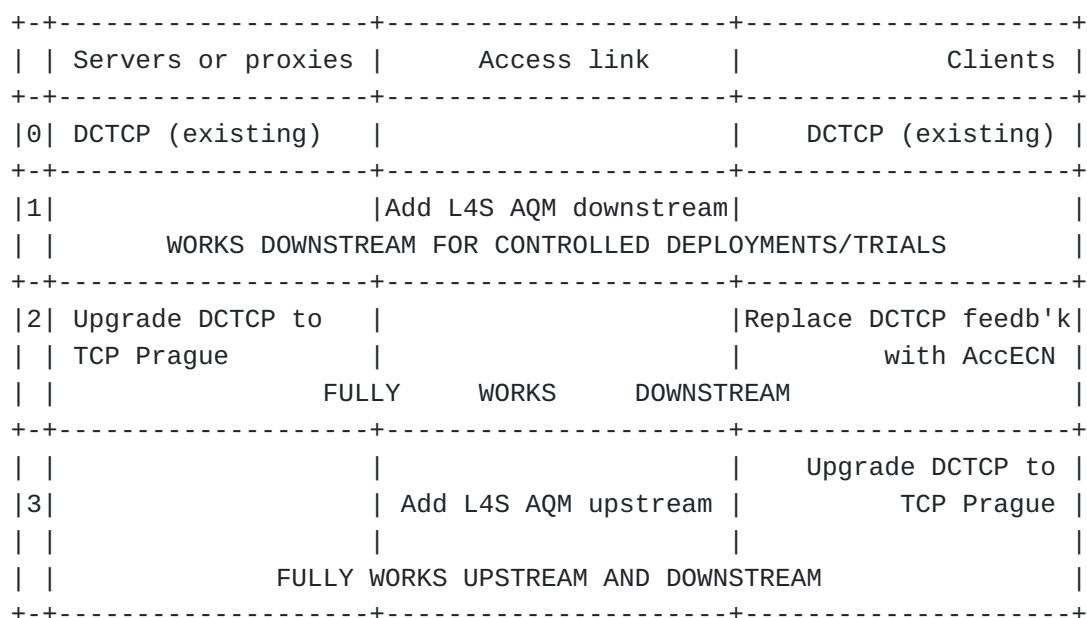 +-+--------------------+----------------------+---------------------+
| | Servers or proxies |      Access link     |             Clients |
+-+--------------------+----------------------+---------------------+
|0| DCTCP (existing)   |                      |    DCTCP (existing) |
+-+--------------------+----------------------+---------------------+
|1|                    |Add L4S AQM downstream|                     |
| |       WORKS DOWNSTREAM FOR CONTROLLED DEPLOYMENTS/TRIALS        |
+-+--------------------+----------------------+---------------------+
|2| Upgrade DCTCP to   |                      |Replace DCTCP feedb'k|
| | TCP Prague         |                      |         with AccECN |
| |                 FULLY     WORKS     DOWNSTREAM                  |
+-+--------------------+----------------------+---------------------+
| |                    |                      |    Upgrade DCTCP to |
|3|                    | Add L4S AQM upstream |          TCP Prague |
| |                    |                      |                     |
| |              FULLY WORKS UPSTREAM AND DOWNSTREAM                |
+-+--------------------+----------------------+---------------------+